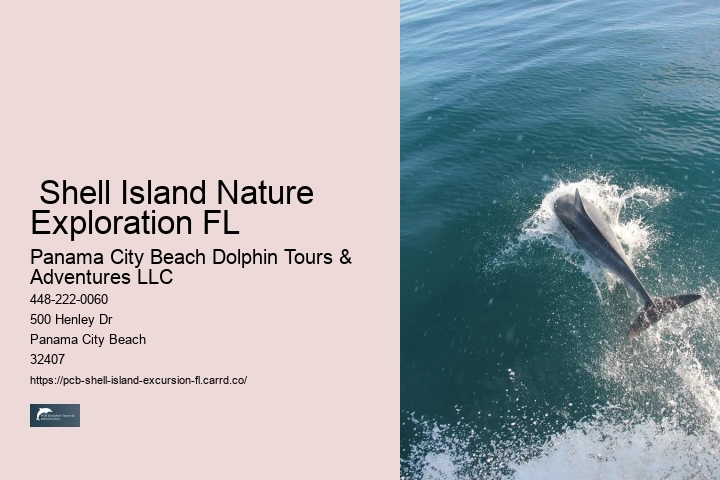 Shell Island Nature
Exploration FL
Panama City Beach Dolphin Tours &
Adventures LLC
448-222-0060
500 Henley Dr
Panama City Beach
32407
https://pcb-shell-island-excursion-fl.carrd.co/